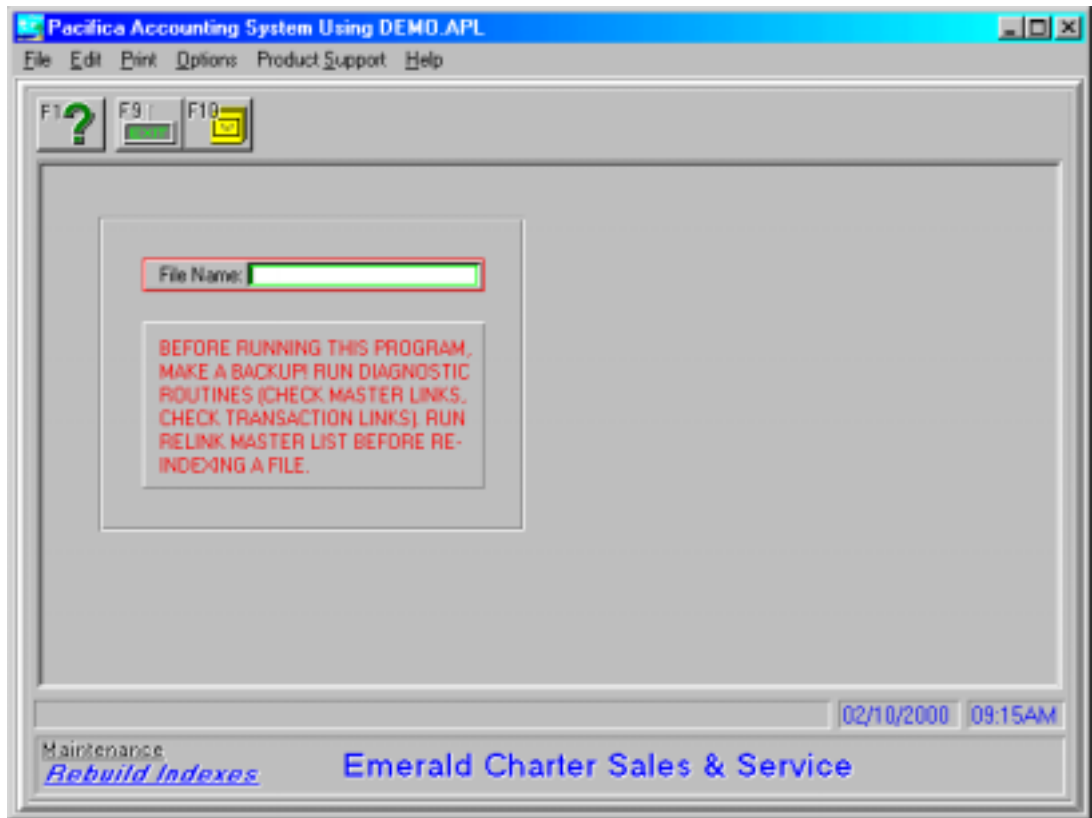 Pacifica Accounting System Using DEMO.APL
File Edit Print Options Product Support Help
F1 F9 EXIT F10
File Name:
BEFORE RUNNING THIS PROGRAM,
MAKE A BACKUP! RUN DIAGNOSTIC
ROUTINES (CHECK MASTER LINKS,
CHECK TRANSACTION LINKS). RUN
RELINK MASTER LIST BEFORE RE-
INDEXING A FILE.
02/10/2000 09:15AM
Maintenance
Rebuild Indexes
Emerald Charter Sales & Service